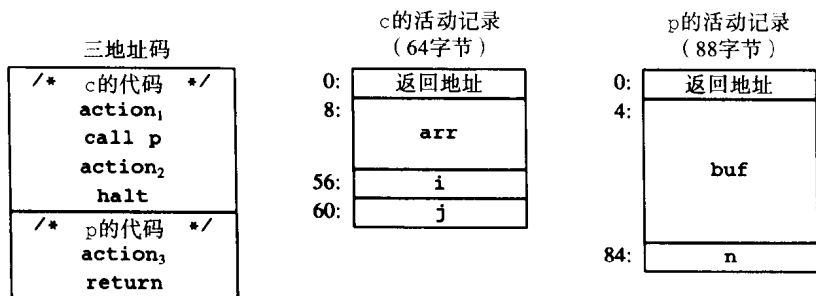 三地址码
/* c的代码 */
action₁
call p
action₂
halt
/* p的代码 */
action₃
return
c的活动记录
(64字节)
0: 返回地址
8: arr
56: i
60: j
p的活动记录
(88字节)
0: 返回地址
4: buf
84: n